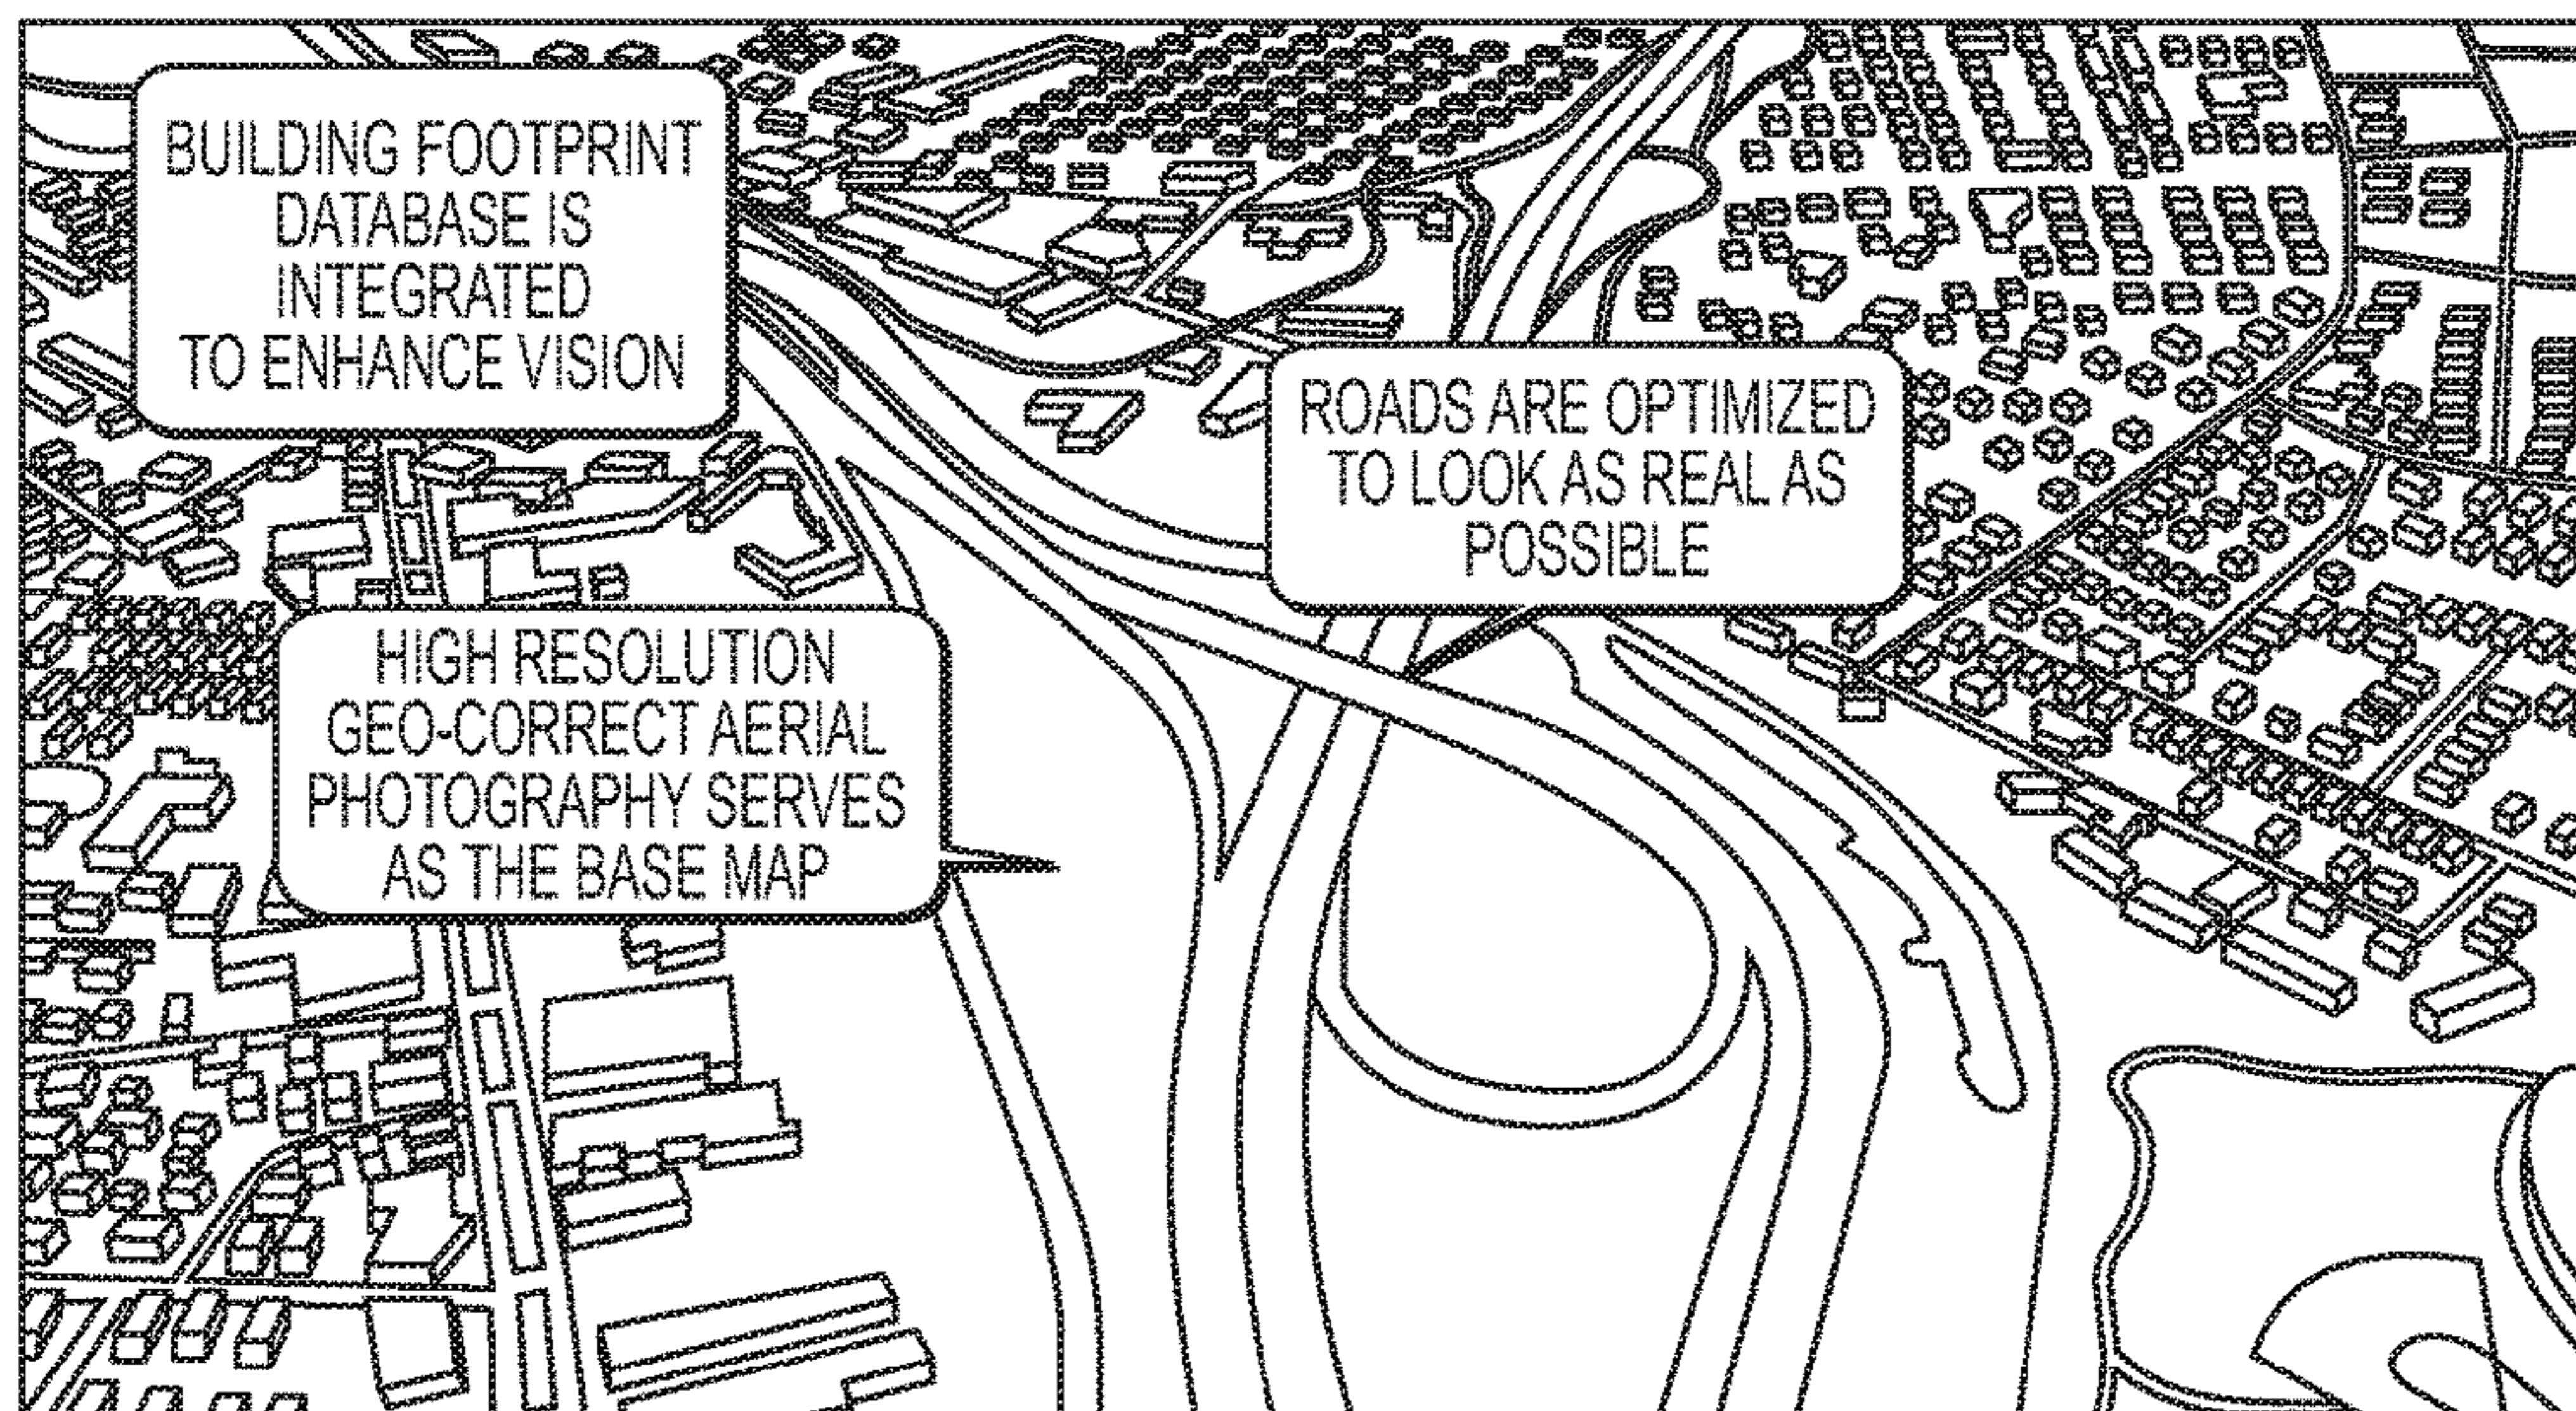 BUILDING FOOTPRINT
DATABASE IS
INTEGRATED
TO ENHANCE VISION
ROADS ARE OPTIMIZED
TO LOOK AS REAL AS
POSSIBLE
HIGH RESOLUTION
GEO-CORRECT AERIAL
PHOTOGRAPHY SERVES
AS THE BASE MAP